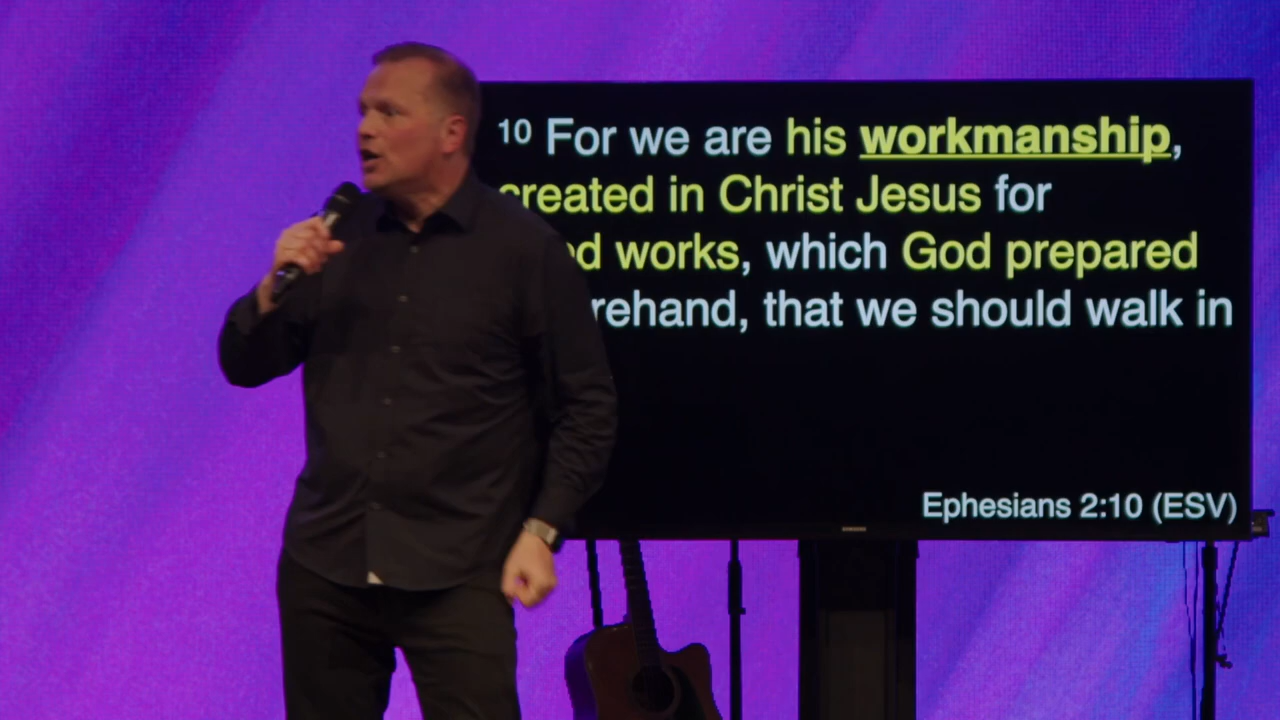 10 For we are his workmanship,
created in Christ Jesus for
works, which God prepared
that we should walk in
Ephesians 2:10 (ESV)